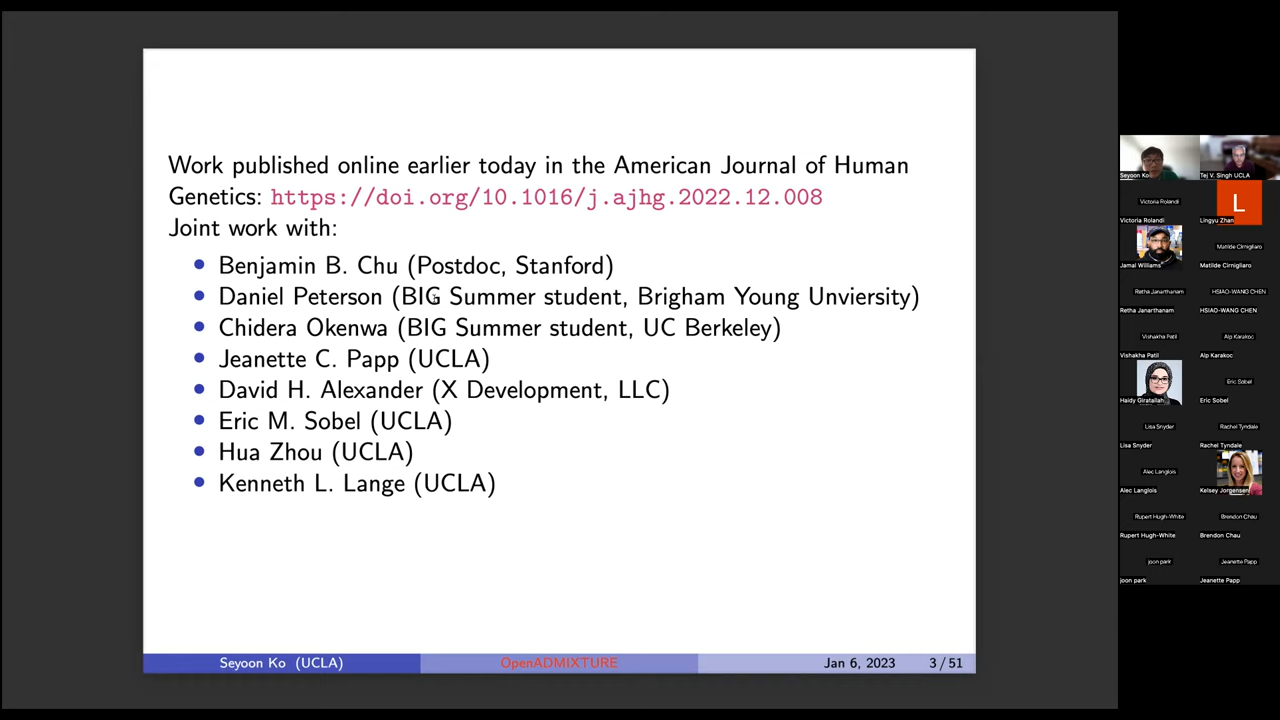 Work published online earlier today in the American Journal of Human
Genetics: https://doi.org/10.1016/j.ajhg.2022.12.008
Joint work with:
Benjamin B. Chu (Postdoc, Stanford)
Daniel Peterson (BIG Summer student, Brigham Young Unviersity)
Chidera Okenwa (BIG Summer student, UC Berkeley)
Jeanette C. Papp (UCLA)
David H. Alexander (X Development, LLC)
Eric M. Sobel (UCLA)
Hua Zhou (UCLA)
Kenneth L. Lange (UCLA)
Seyoon Ko (UCLA)
OpenADMIXTURE
Jan 6, 2023
3 / 51
Seyoon Ko
Tej V. Singh UCLA
Victoria Rolandi
Victoria Rolandi
L
Lingyu Zhan
Jamal Williams
Matilde Cirnigliaro
Matilde Cirnigliaro
Retha Janarthanam
Retha Janarthanam
HSIAO-WANG CHEN
HSIAO-WANG CHEN
Vishakha Patil
Vishakha Patil
Alp Karakoc
Alp Karakoc
Haidy Giratallah
Eric Sobel
Eric Sobel
Lisa Snyder
Lisa Snyder
Rachel Tyndale
Rachel Tyndale
Alec Langlois
Alec Langlois
Kelsey Jorgensen
Rupert Hugh-White
Rupert Hugh-White
Brendon Chau
Brendon Chau
joon park
joon park
Jeanette Papp
Jeanette Papp